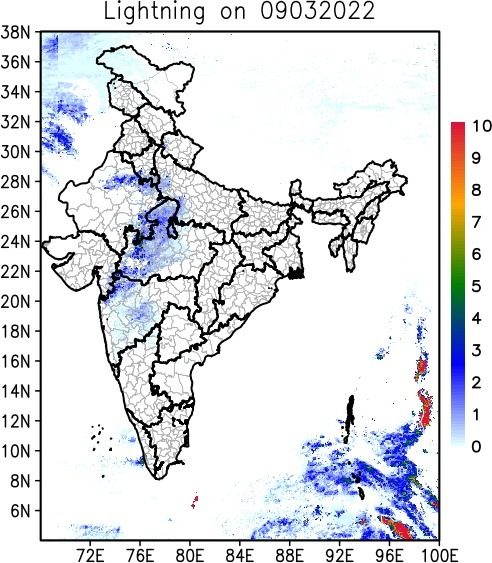 Lightning on 09032022
38N
36N
34N
32N
30N
28N
26N
24N
22N
20N
18N
16N
14N
12N
10N
8N
6N
72E 76E 80E 84E 88E 92E 96E 100E
10
9
8
7
6
5
4
3
2
1
0